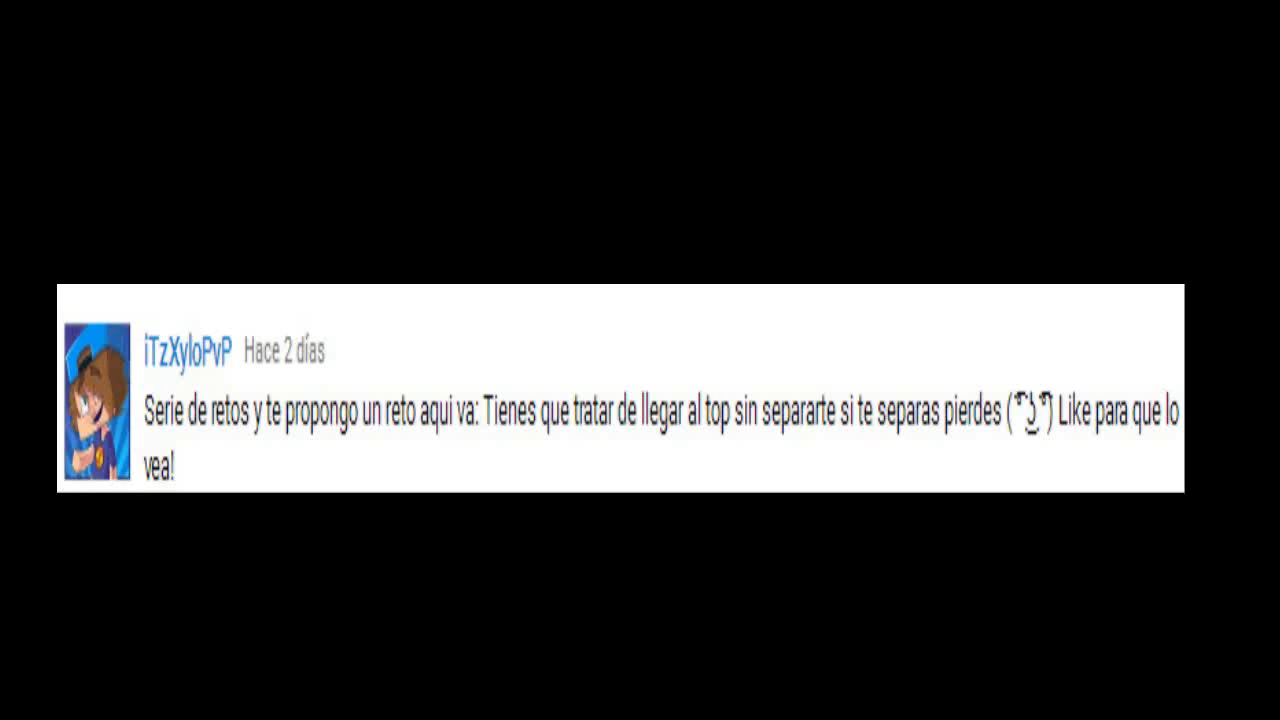 iTzXyloPvP Hace 2 días
Serie de retos y te propongo un reto aqui va: Tienes que tratar de llegar al top sin separarte si te separas pierdes ( ͡° ͜ʖ ͡°) Like para que lo
vea!